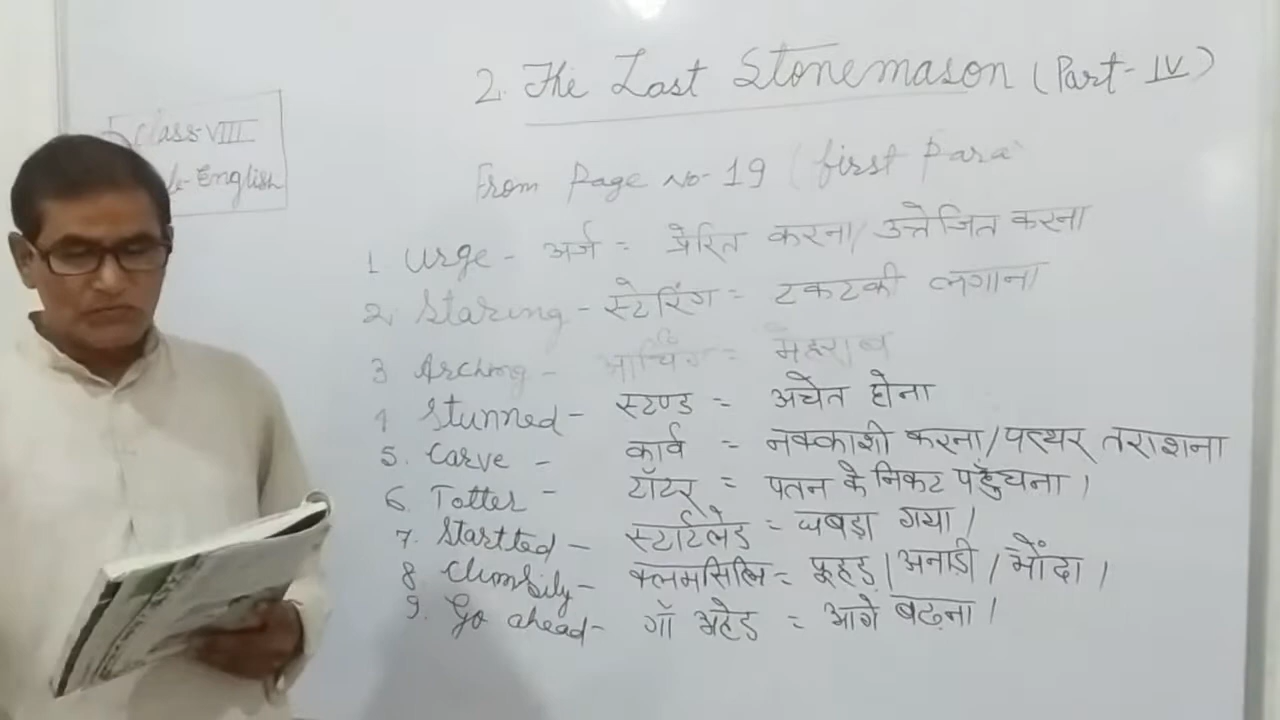 2. The Last Stonemason (Part-IV)
Class-VIII
English
From Page No-19 (first Para
1 Urge - अर्ज = प्रेरित करना/उत्तेजित करना
2. Staring - स्टेरिंग = टकटकी लगाना
3 Arching - आर्चिंग = मेहराब
4 Stunned - स्टण्ड = अचेत होना
5. Carve - कार्व = नक्काशी करना/पत्थर तराशना
6. Totter - टॉटर = पतन के निकट पहुँचना।
7. Startted - स्टार्टलेड = घबड़ा गया।
8 Clumsily - क्लमसिलि = फूहड़/अनाड़ी/भोंदा।
9. Go ahead - गॉ अहेड = आगे बढ़ना।